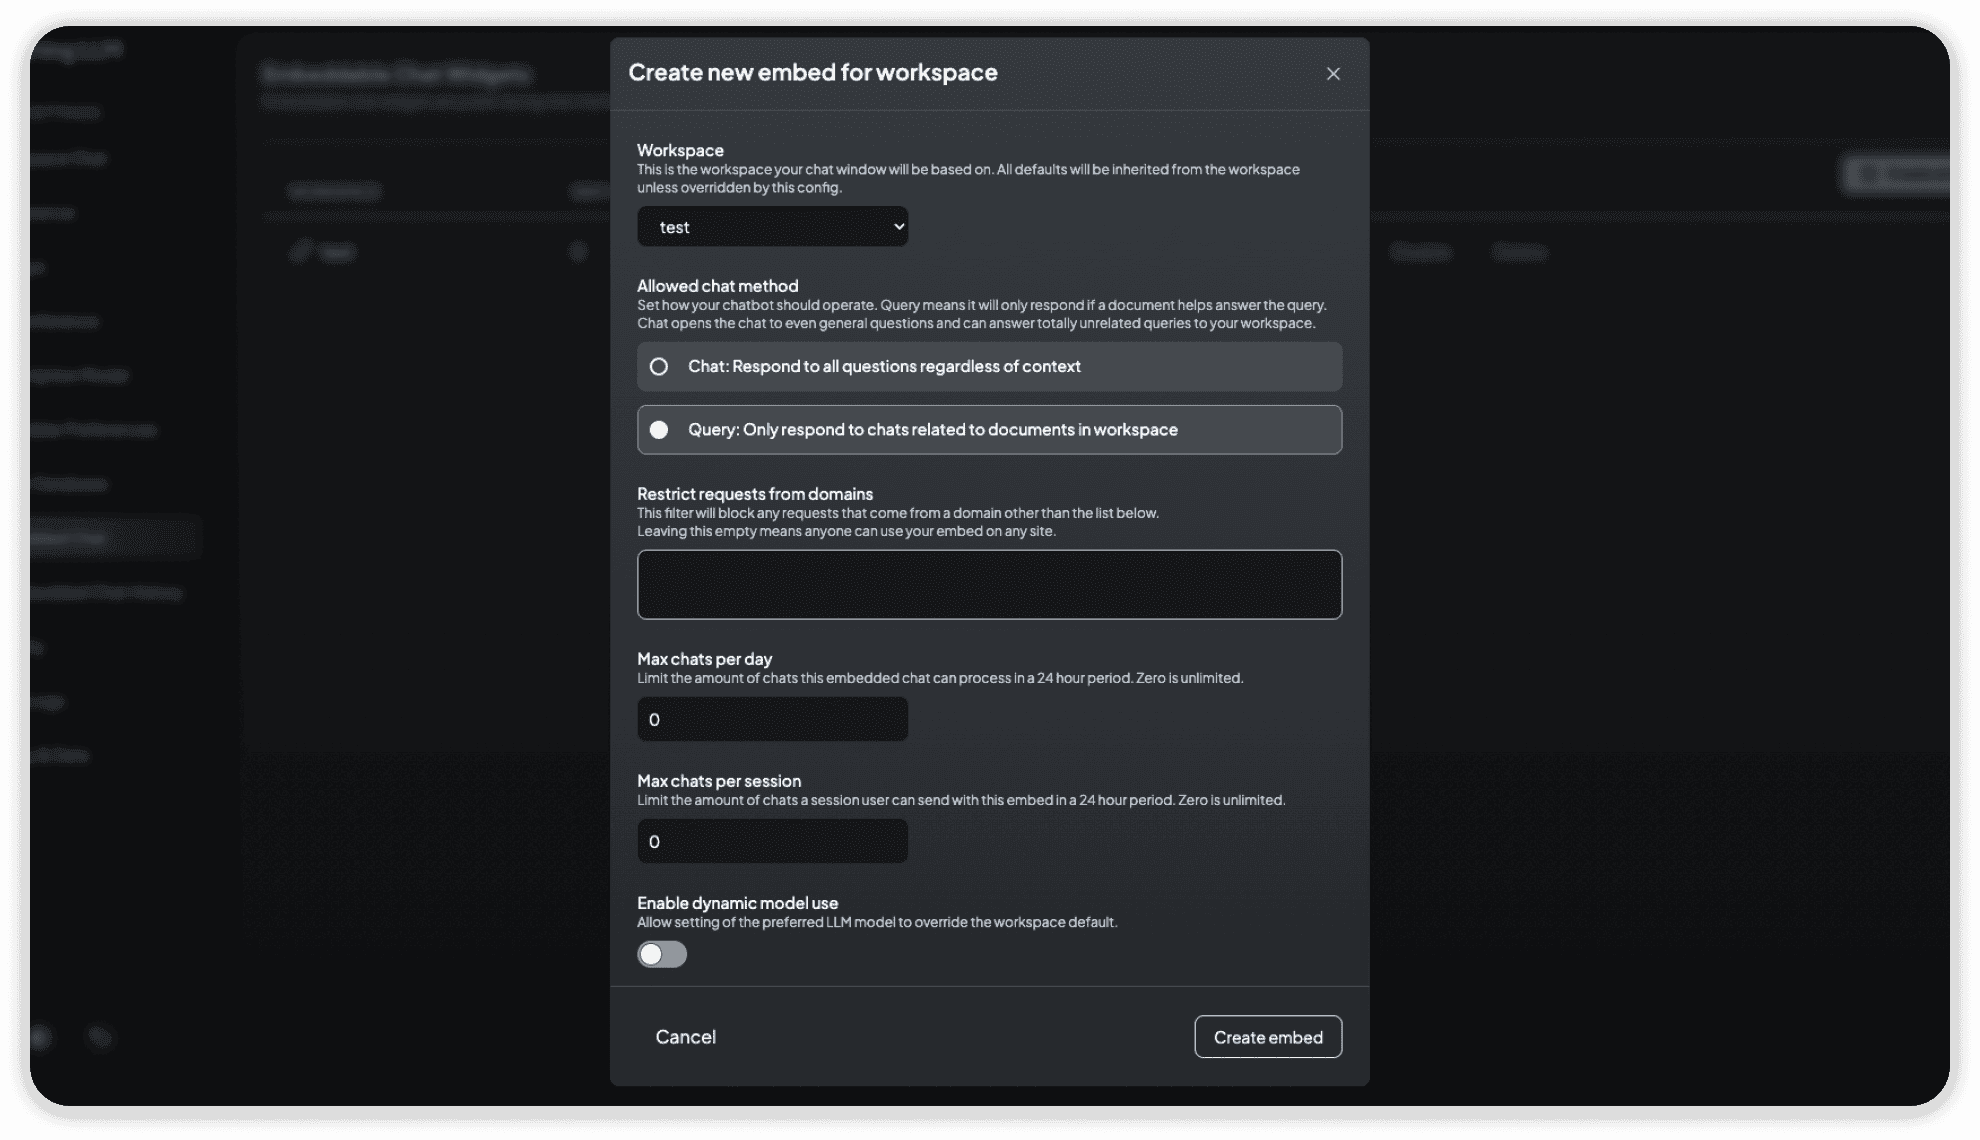 Create new embed for workspace
Workspace
This is the workspace your chat window will be based on. All defaults will be inherited from the workspace
unless overridden by this config.
test
Allowed chat method
Set how your chatbot should operate. Query means it will only respond if a document helps answer the query.
Chat opens the chat to even general questions and can answer totally unrelated queries to your workspace.
Chat: Respond to all questions regardless of context
Query: Only respond to chats related to documents in workspace
Restrict requests from domains
This filter will block any requests that come from a domain other than the list below.
Leaving this empty means anyone can use your embed on any site.
Max chats per day
Limit the amount of chats this embedded chat can process in a 24 hour period. Zero is unlimited.
0
Max chats per session
Limit the amount of chats a session user can send with this embed in a 24 hour period. Zero is unlimited.
0
Enable dynamic model use
Allow setting of the preferred LLM model to override the workspace default.
Cancel
Create embed